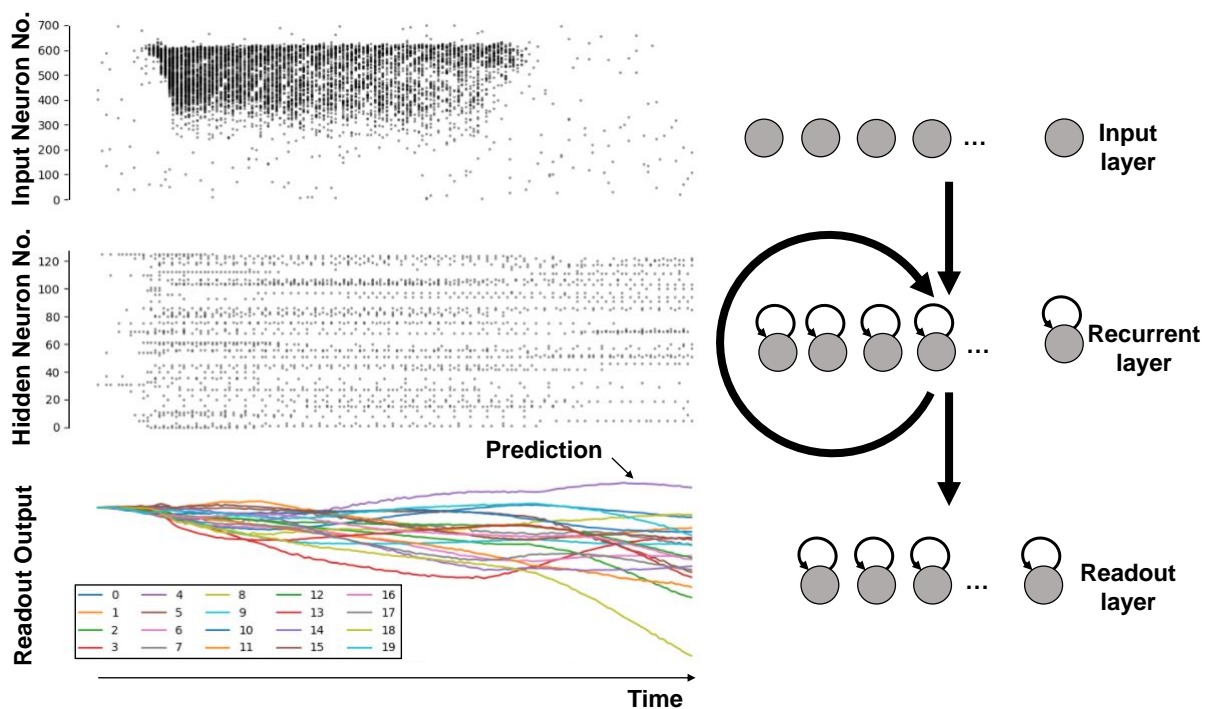 Input Neuron No.
700
600
500
400
300
200
100
0
Hidden Neuron No.
120
100
80
60
40
20
0
Readout Output
Prediction
0 4 8 12 16
1 5 9 13 17
2 6 10 14 18
3 7 11 15 19
Time
...
Input
layer
...
Recurrent
layer
...
Readout
layer